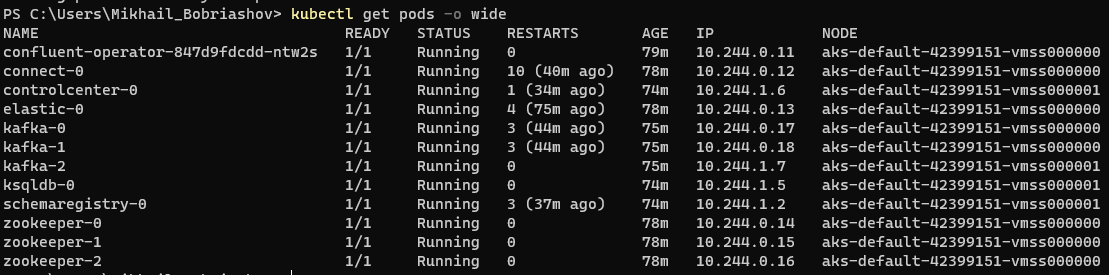 PS C:\Users\Mikhail_Bobriashov> kubectl get pods -o wide
NAME READY STATUS RESTARTS AGE IP NODE
confluent-operator-847d9fdcdd-ntw2s 1/1 Running 0 79m 10.244.0.11 aks-default-42399151-vmss000000
connect-0 1/1 Running 10 (40m ago) 78m 10.244.0.12 aks-default-42399151-vmss000000
controlcenter-0 1/1 Running 1 (34m ago) 74m 10.244.1.6 aks-default-42399151-vmss000001
elastic-0 1/1 Running 4 (75m ago) 78m 10.244.0.13 aks-default-42399151-vmss000000
kafka-0 1/1 Running 3 (44m ago) 75m 10.244.0.17 aks-default-42399151-vmss000000
kafka-1 1/1 Running 3 (44m ago) 75m 10.244.0.18 aks-default-42399151-vmss000000
kafka-2 1/1 Running 0 75m 10.244.1.7 aks-default-42399151-vmss000001
ksqldb-0 1/1 Running 0 74m 10.244.1.5 aks-default-42399151-vmss000001
schemaregistry-0 1/1 Running 3 (37m ago) 74m 10.244.1.2 aks-default-42399151-vmss000001
zookeeper-0 1/1 Running 0 78m 10.244.0.14 aks-default-42399151-vmss000000
zookeeper-1 1/1 Running 0 78m 10.244.0.15 aks-default-42399151-vmss000000
zookeeper-2 1/1 Running 0 78m 10.244.0.16 aks-default-42399151-vmss000000